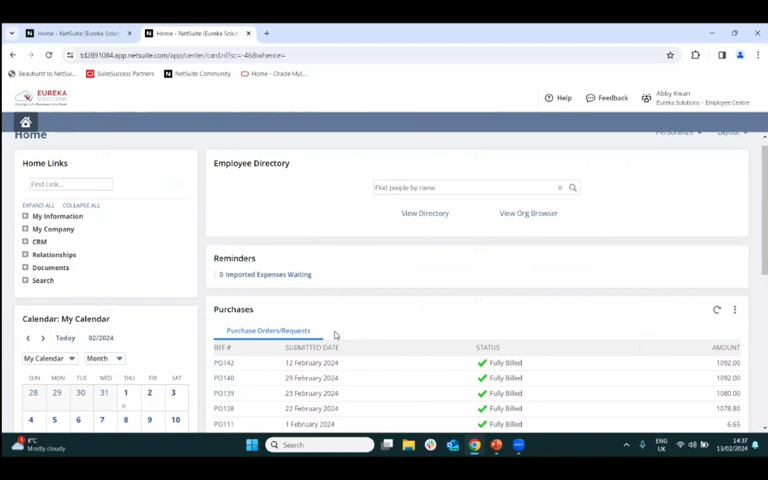 Home - NetSuite (Eureka Solut
Home - NetSuite (Eureka Solution
td2891084.app.netsuite.com/app/center/card.nl?sc=-46&whence=
Beauhurst to NetSui...
SuiteSuccess Partners
NetSuite Community
Home - Oracle MyL...
EUREKA
SOLUTIONS
Help
Feedback
Abby Kwan
Eureka Solutions - Employee Centre
Home
Personalize
Layout
Home Links
Find Link...
EXPAND ALL COLLAPSE ALL
My Information
My Company
CRM
Relationships
Documents
Search
Employee Directory
Find people by name
View Directory
View Org Browser
Reminders
0 Imported Expenses Waiting
Purchases
Purchase Orders/Requests
REF # SUBMITTED DATE STATUS AMOUNT
PO142 12 February 2024 Fully Billed 1092.00
PO140 29 February 2024 Fully Billed 1092.00
PO139 23 February 2024 Fully Billed 1080.00
PO138 22 February 2024 Fully Billed 1078.80
PO111 1 February 2024 Fully Billed 6.65
Calendar: My Calendar
Today 02/2024
My Calendar Month
SUN MON TUE WED THU FRI SAT
28 29 30 31 1 2 3
4 5 6 7 8 9 10
8°C
Mostly cloudy
Search
ENG
UK
14:37
13/02/2024